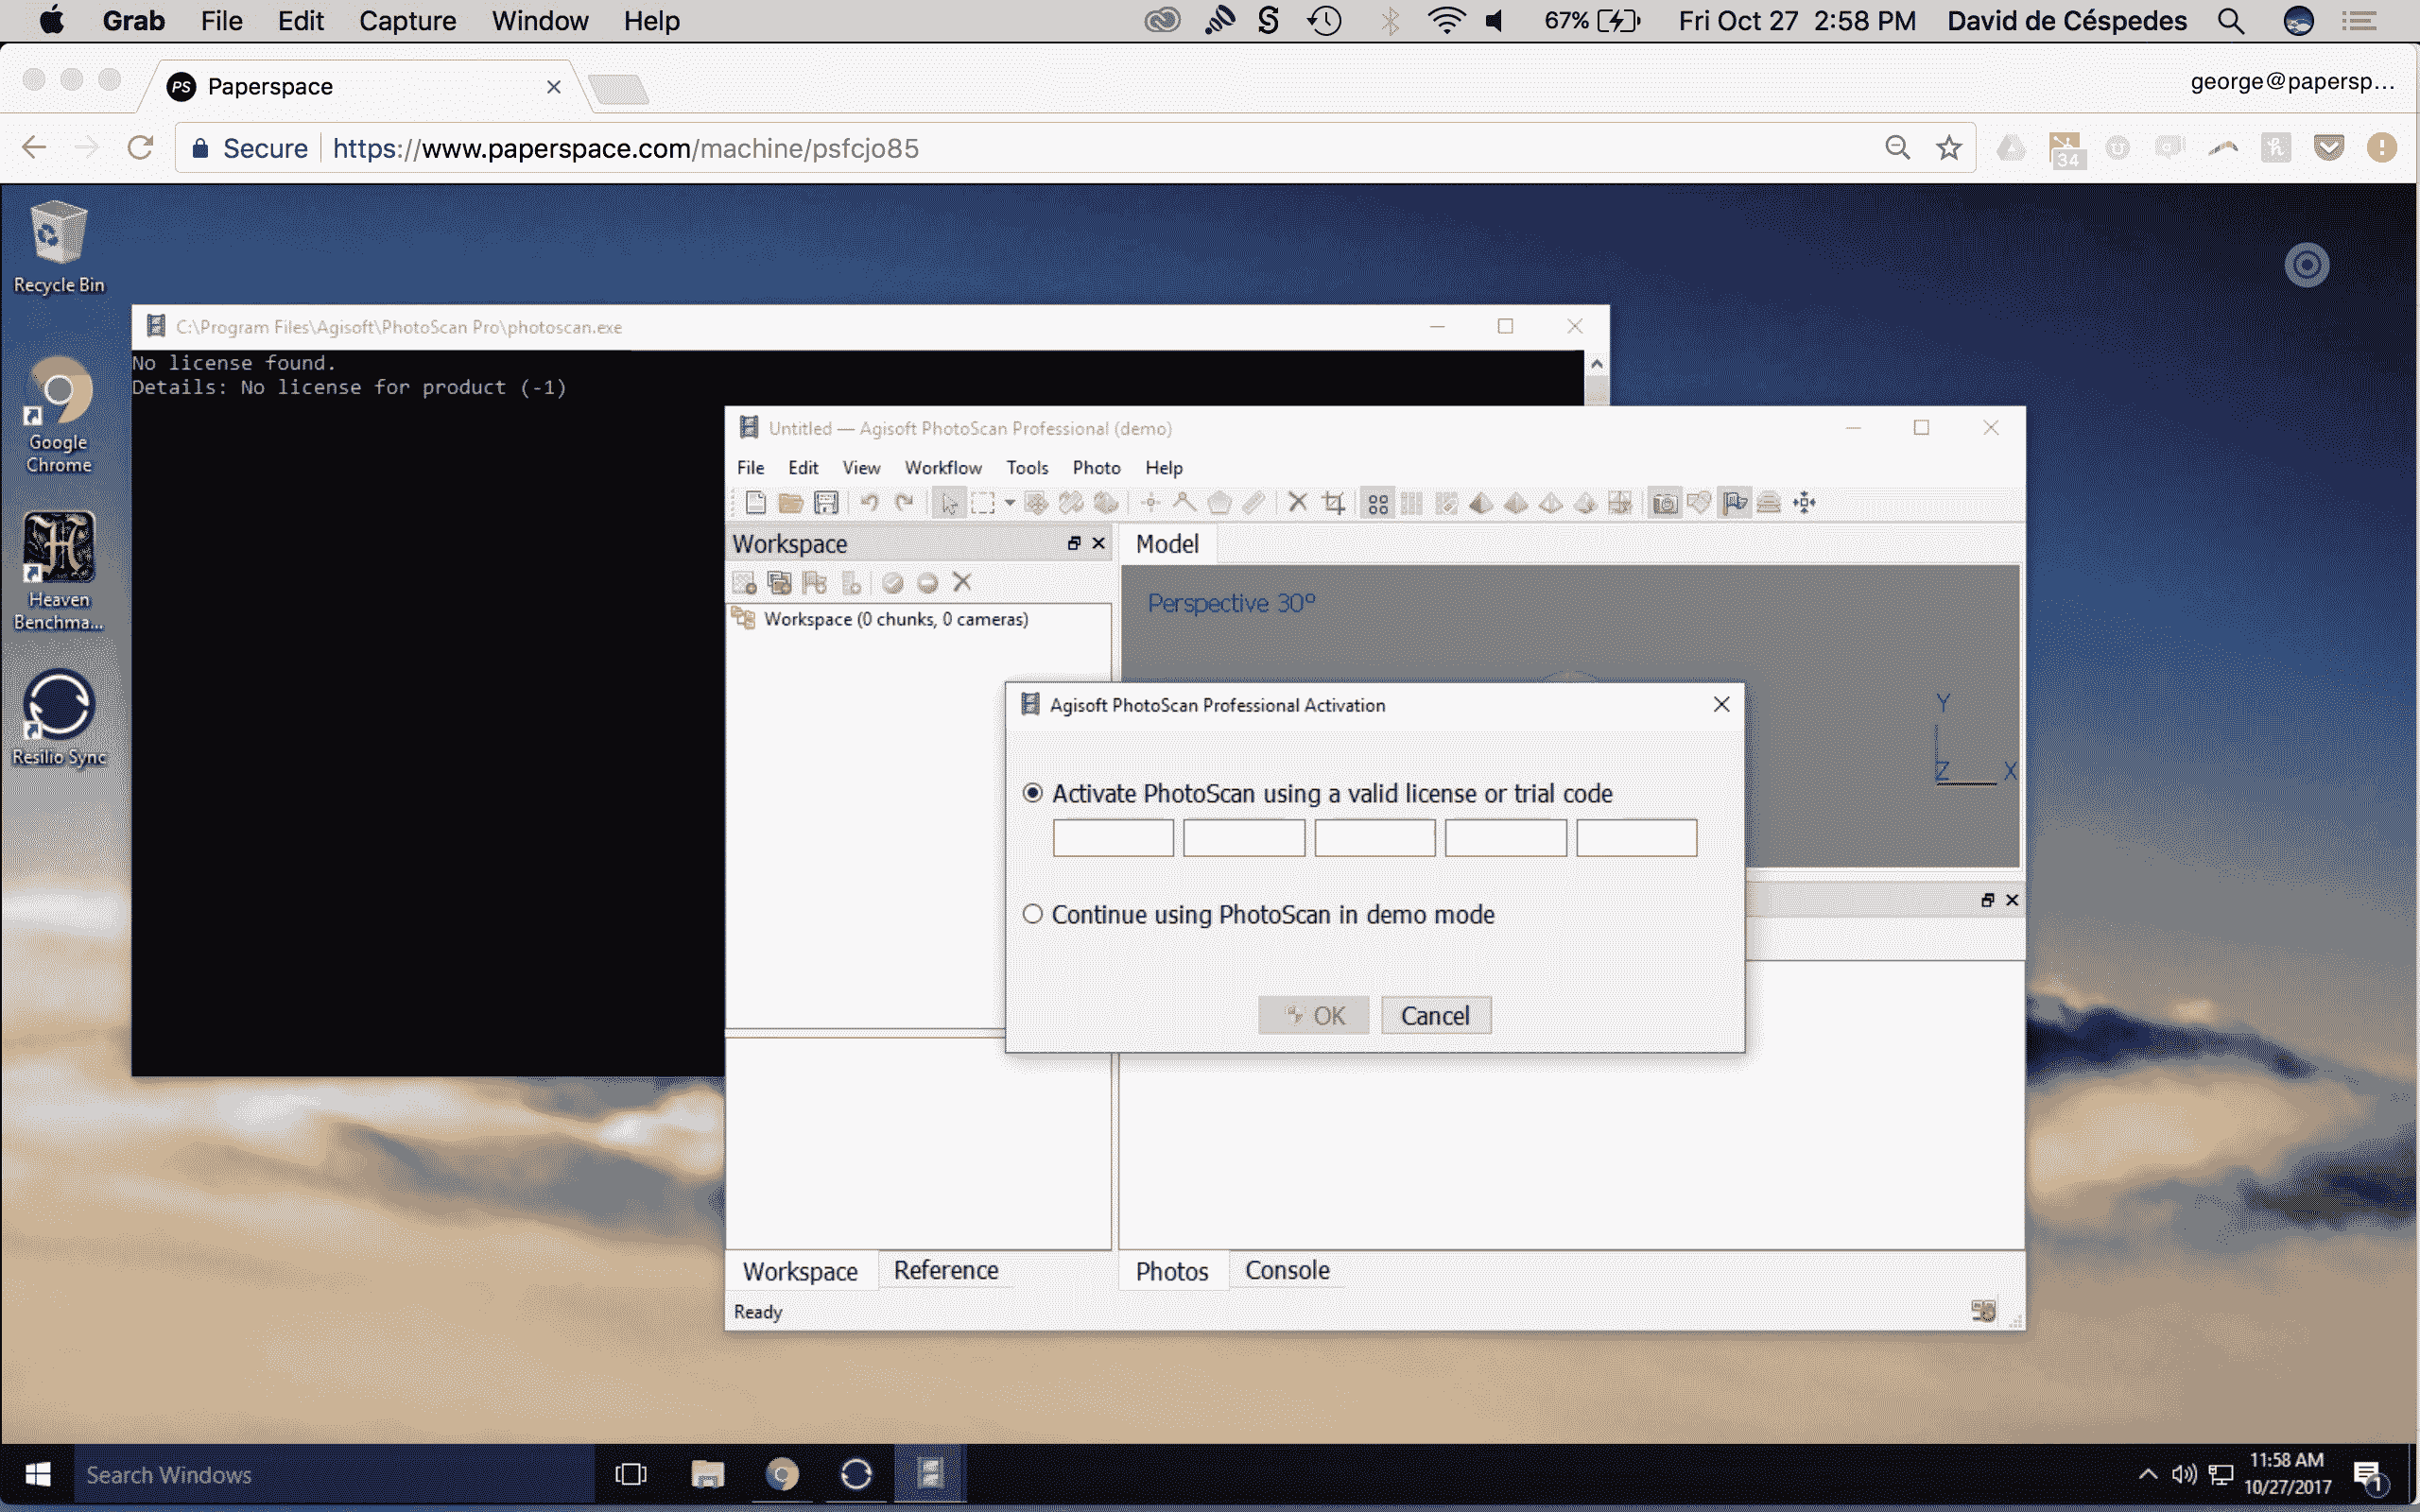 Grab File Edit Capture Window Help 67% Fri Oct 27 2:58 PM David de Céspedes
PS Paperspace george@papersp...
Secure https://www.paperspace.com/machine/psfcjo85 34
Recycle Bin
C:\Program Files\Agisoft\PhotoScan Pro\photoscan.exe
No license found.
Details: No license for product (-1)
Google
Chrome
Heaven
Benchma...
Resilio Sync
Untitled — Agisoft PhotoScan Professional (demo)
File Edit View Workflow Tools Photo Help
Workspace
Model
Workspace (0 chunks, 0 cameras)
Perspective 30°
Y
Z X
Agisoft PhotoScan Professional Activation
Activate PhotoScan using a valid license or trial code
Continue using PhotoScan in demo mode
OK Cancel
Workspace Reference
Photos Console
Ready
Search Windows
11:58 AM
10/27/2017
1